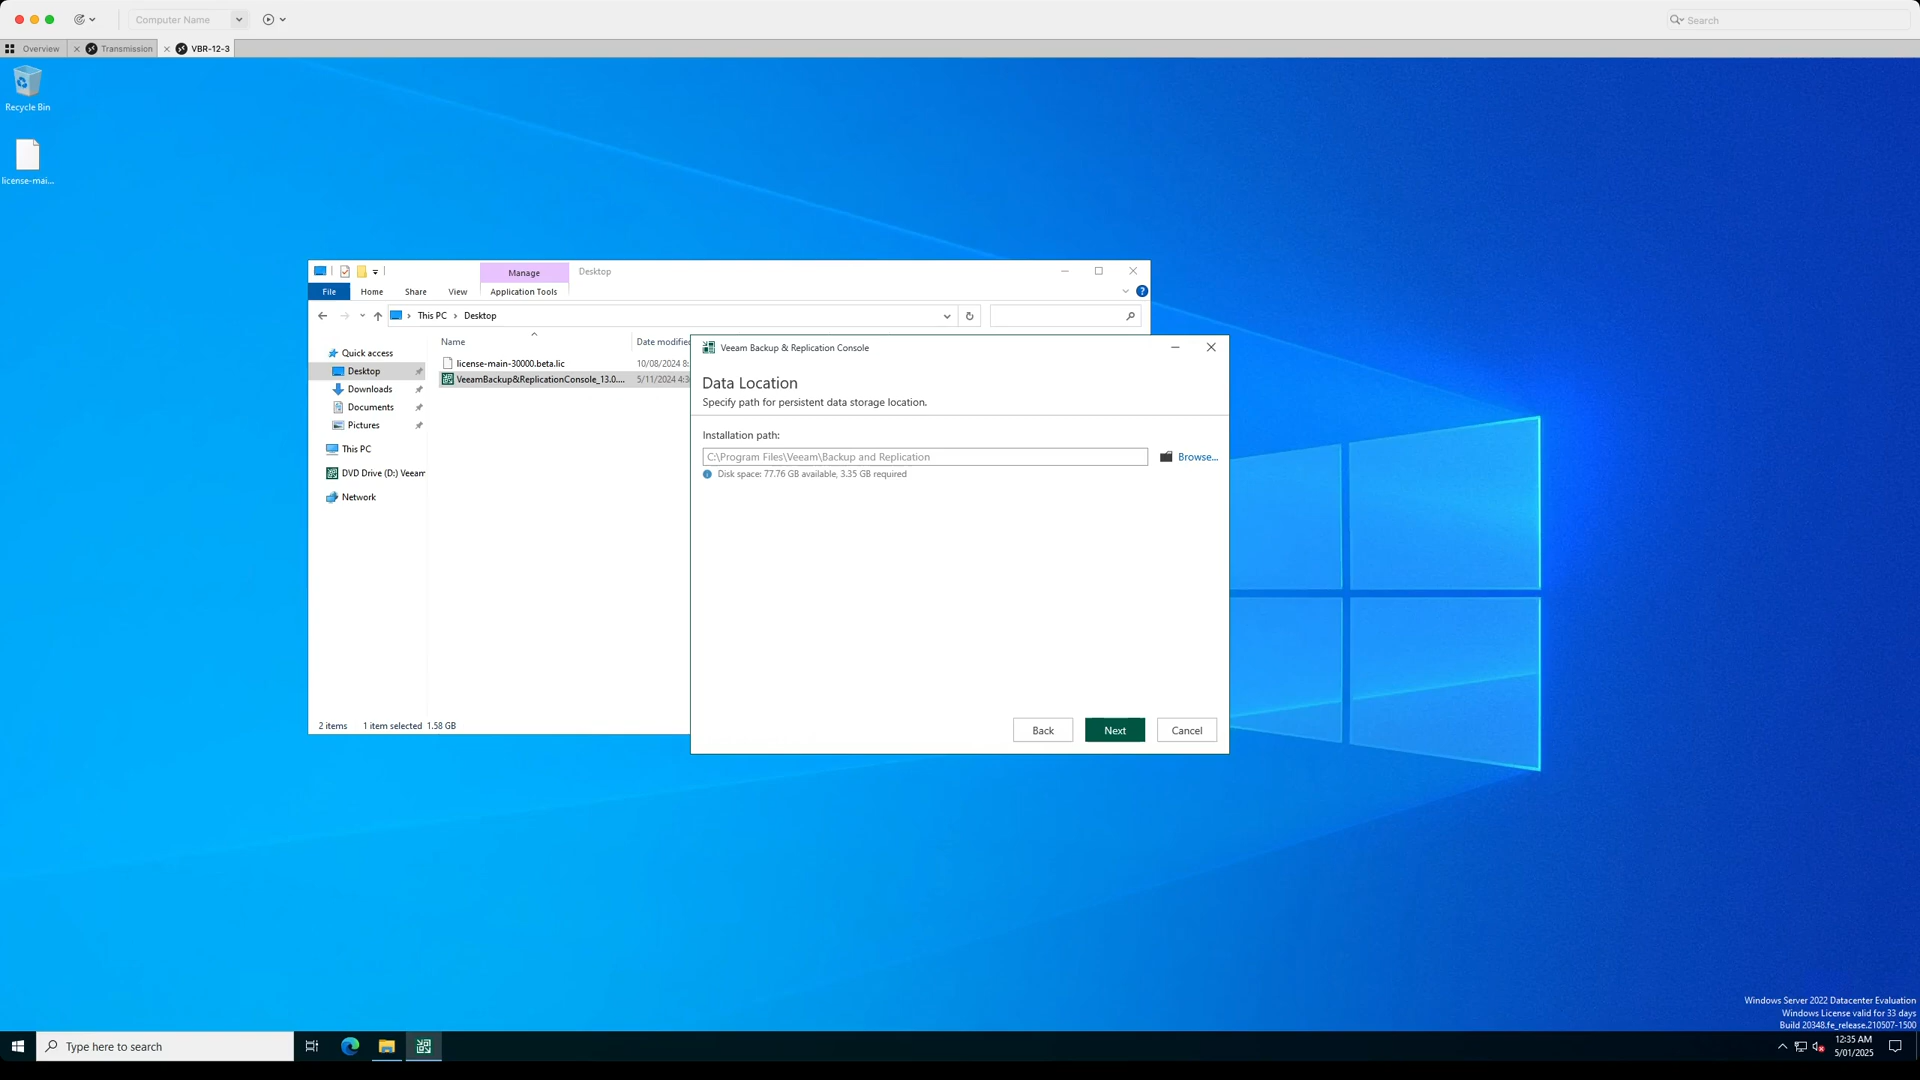 Computer Name
Search
Overview
Transmission
VBR-12-3
Recycle Bin
license-mai...
Manage
Desktop
File
Home
Share
View
Application Tools
This PC
Desktop
Name
Date modified
Quick access
Desktop
Downloads
Documents
Pictures
This PC
DVD Drive (D:) Veeam
Network
license-main-30000.beta.lic
10/08/2024 8:
VeeamBackup&ReplicationConsole_13.0....
5/11/2024 4:3
2 items
1 item selected 1.58 GB
Veeam Backup & Replication Console
Data Location
Specify path for persistent data storage location.
Installation path:
C:\Program Files\Veeam\Backup and Replication
Browse...
Disk space: 77.76 GB available, 3.35 GB required
Back
Next
Cancel
Windows Server 2022 Datacenter Evaluation
Windows License valid for 33 days
Build 20348.fe_release.210507-1500
Type here to search
12:35 AM
5/01/2025